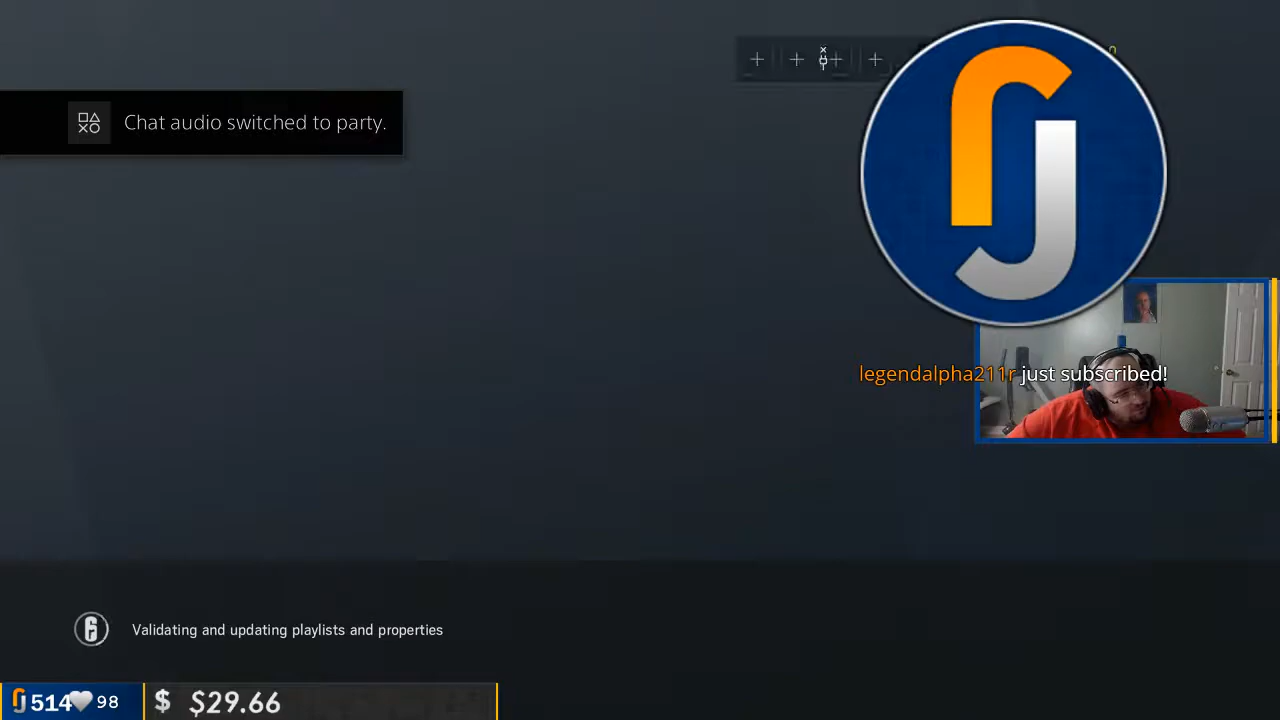 Chat audio switched to party.
legendalpha211r just subscribed!
Validating and updating playlists and properties
514 98
$ $29.66